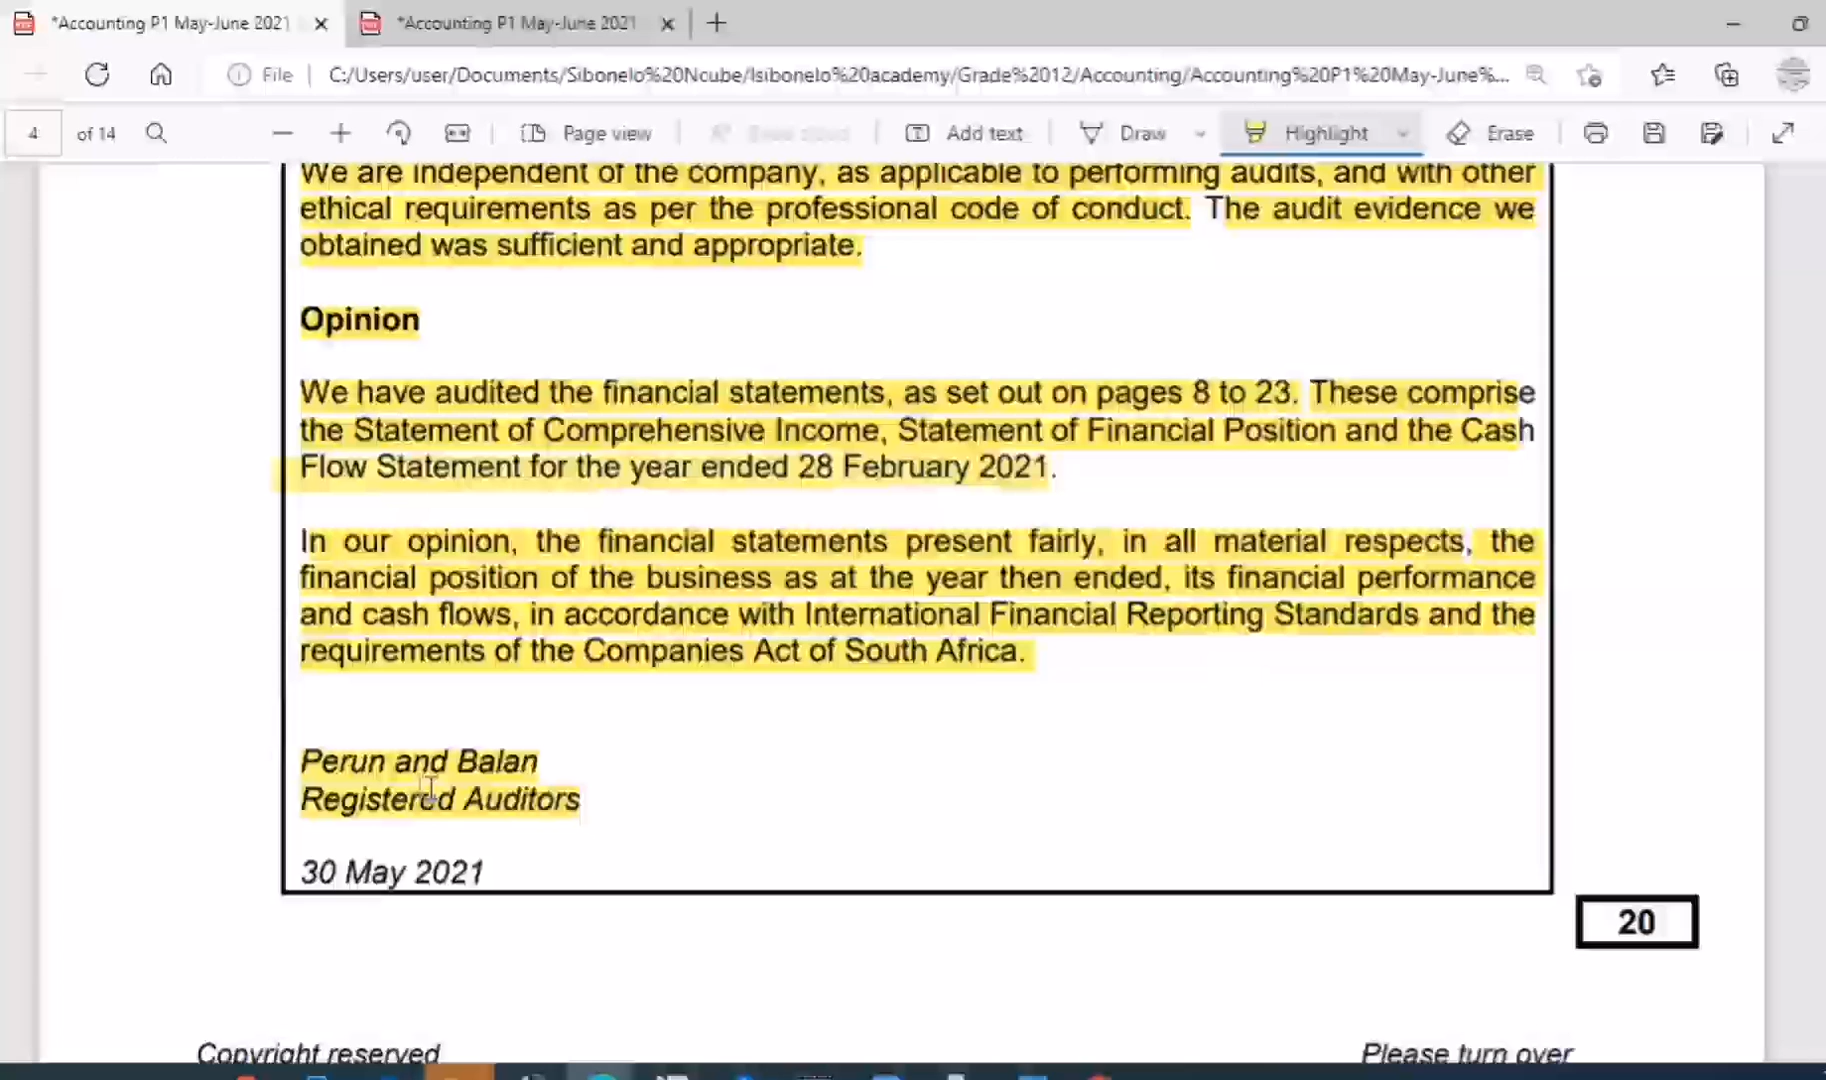 *Accounting P1 May-June 2021
*Accounting P1 May-June 2021
File
C:/Users/user/Documents/Sibonelo%20Ncube/Isibonelo%20academy/Grade%2012/Accounting/Accounting%20P1%20May-June%...
4 of 14
Page view
Add text
Draw
Highlight
Erase
We are independent of the company, as applicable to performing audits, and with other
ethical requirements as per the professional code of conduct. The audit evidence we
obtained was sufficient and appropriate.
Opinion
We have audited the financial statements, as set out on pages 8 to 23. These comprise
the Statement of Comprehensive Income, Statement of Financial Position and the Cash
Flow Statement for the year ended 28 February 2021.
In our opinion, the financial statements present fairly, in all material respects, the
financial position of the business as at the year then ended, its financial performance
and cash flows, in accordance with International Financial Reporting Standards and the
requirements of the Companies Act of South Africa.
Perun and Balan
Registered Auditors
30 May 2021
20
Copyright reserved
Please turn over